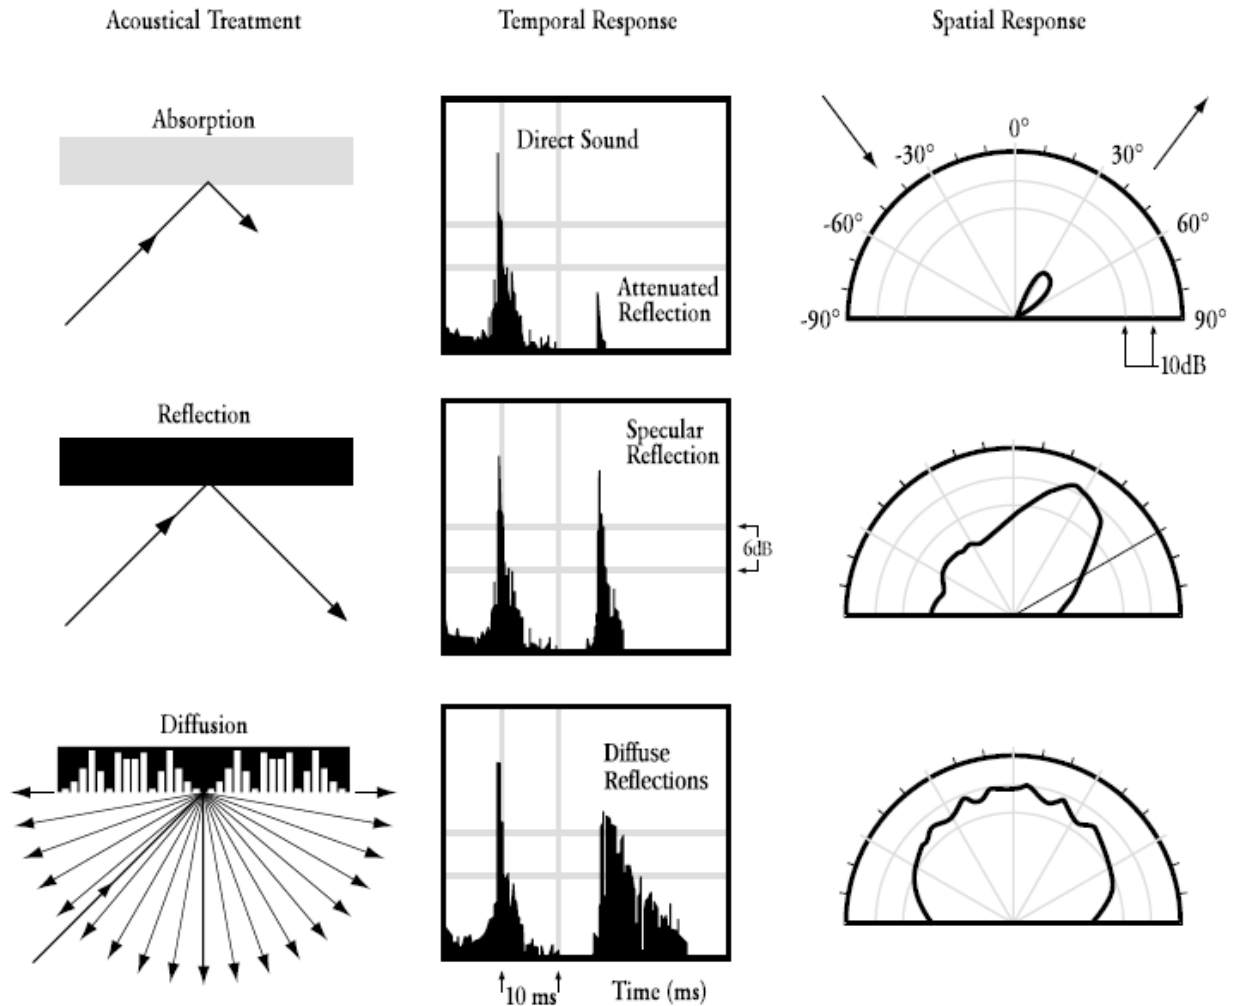 Acoustical Treatment
Temporal Response
Spatial Response
Absorption
Direct Sound
Attenuated
Reflection
0°
-30°
30°
-60°
60°
-90°
90°
10dB
Reflection
Specular
Reflection
6dB
Diffusion
Diffuse
Reflections
10 ms
Time (ms)